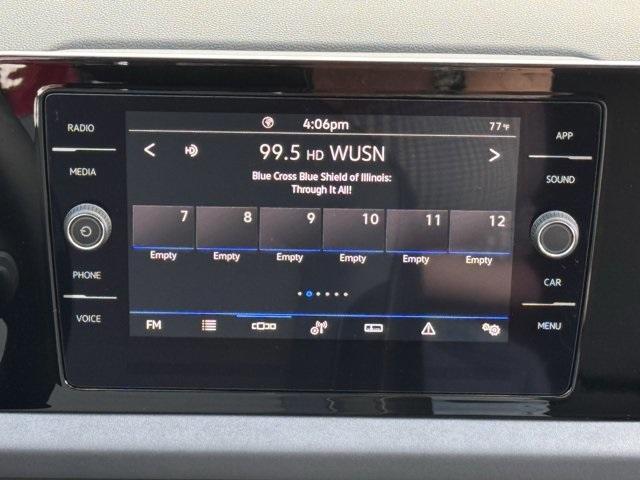 RADIO
MEDIA
PHONE
VOICE
4:06pm
77°F
99.5 HD WUSN
Blue Cross Blue Shield of Illinois:
Through It All!
7 8 9 10 11 12
Empty Empty Empty Empty Empty Empty
FM
APP
SOUND
CAR
MENU